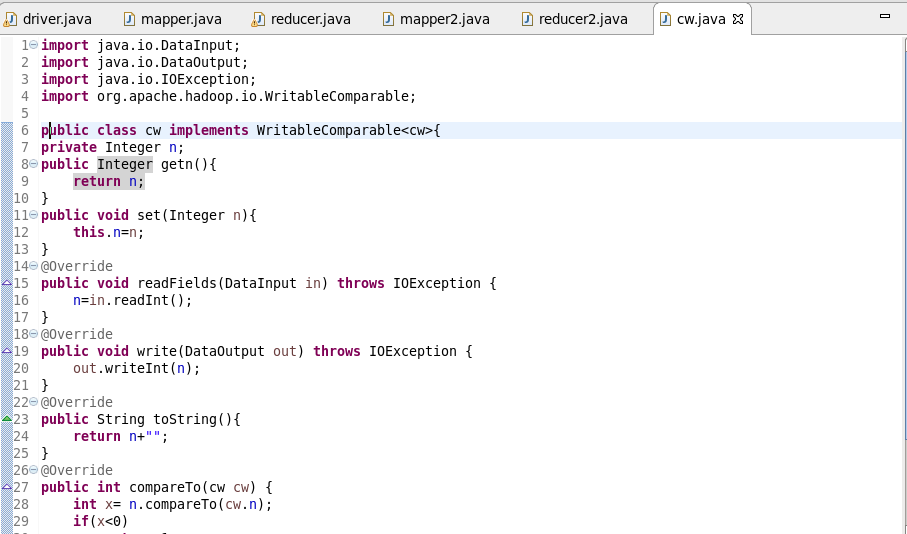 driver.java mapper.java reducer.java mapper2.java reducer2.java cw.java
1 import java.io.DataInput;
2 import java.io.DataOutput;
3 import java.io.IOException;
4 import org.apache.hadoop.io.WritableComparable;
5
6 public class cw implements WritableComparable<cw>{
7 private Integer n;
8 public Integer getn(){
9     return n;
10 }
11 public void set(Integer n){
12     this.n=n;
13 }
14 @Override
15 public void readFields(DataInput in) throws IOException {
16     n=in.readInt();
17 }
18 @Override
19 public void write(DataOutput out) throws IOException {
20     out.writeInt(n);
21 }
22 @Override
23 public String toString(){
24     return n+"";
25 }
26 @Override
27 public int compareTo(cw cw) {
28     int x= n.compareTo(cw.n);
29     if(x<0)